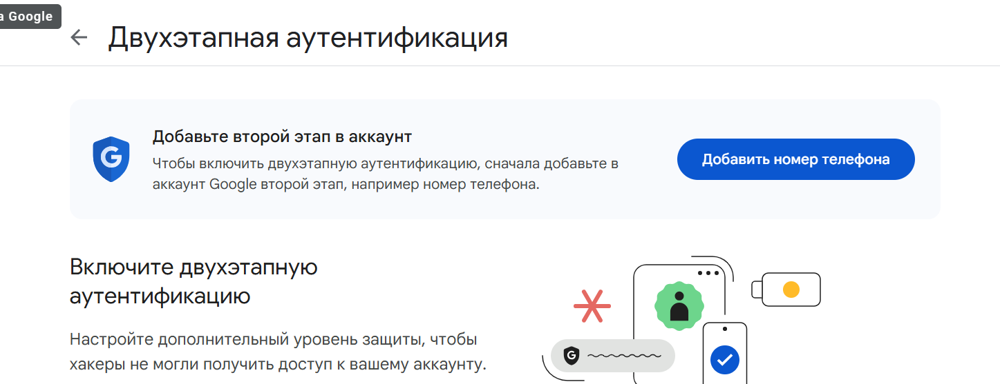 a Google
Двухэтапная аутентификация
Добавьте второй этап в аккаунт
Чтобы включить двухэтапную аутентификацию, сначала добавьте в
аккаунт Google второй этап, например номер телефона.
Добавить номер телефона
Включите двухэтапную
аутентификацию
Настройте дополнительный уровень защиты, чтобы
хакеры не могли получить доступ к вашему аккаунту.